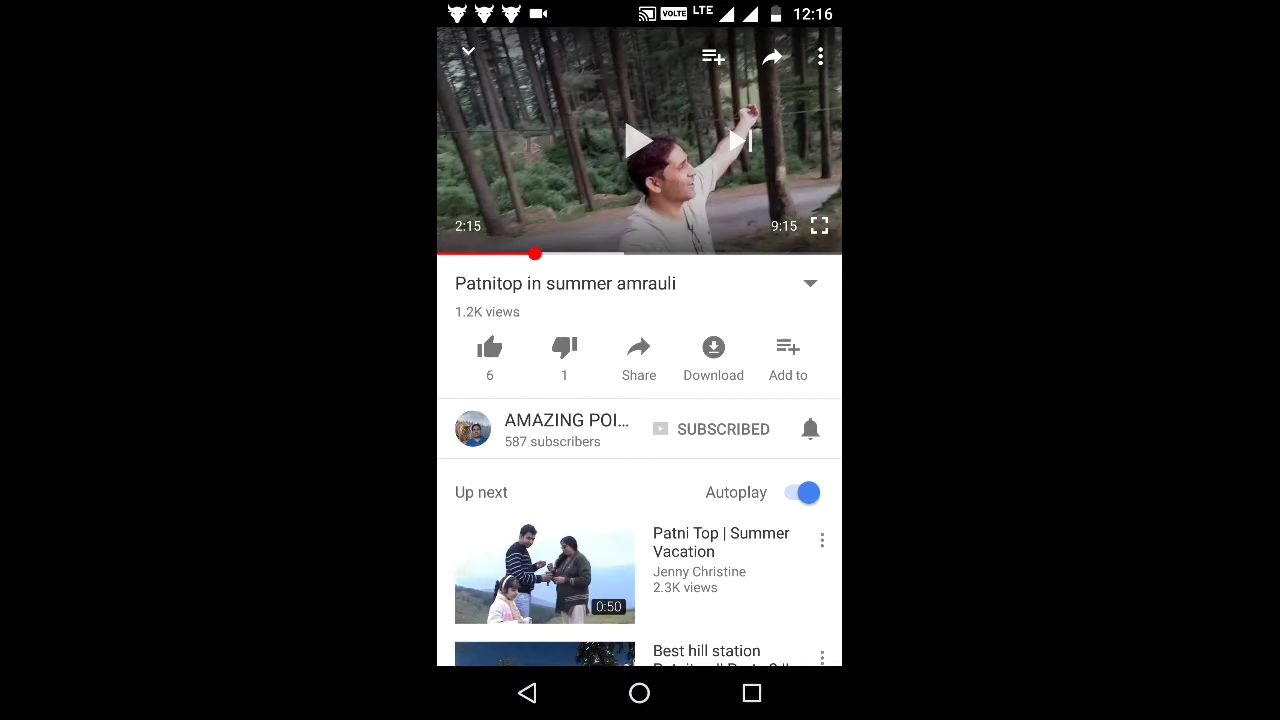 VOLTE LTE 12:16
2:15 9:15
Patnitop in summer amrauli
1.2K views
6 1 Share Download Add to
AMAZING POI... SUBSCRIBED
587 subscribers
Up next Autoplay
Patni Top | Summer
Vacation
Jenny Christine
2.3K views
0:50
Best hill station